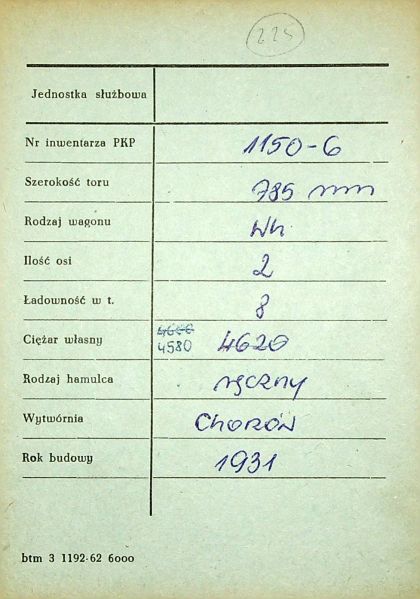 225
Jednostka służbowa
Nr inwentarza PKP 1150-6
Szerokość toru 785 mm
Rodzaj wagonu Wh
Ilość osi 2
Ładowność w t. 8
4600
Ciężar własny 4580 4620
Rodzaj hamulca ręczny
Wytwórnia CHORZÓW
Rok budowy 1931
btm 3 1192-62 6000